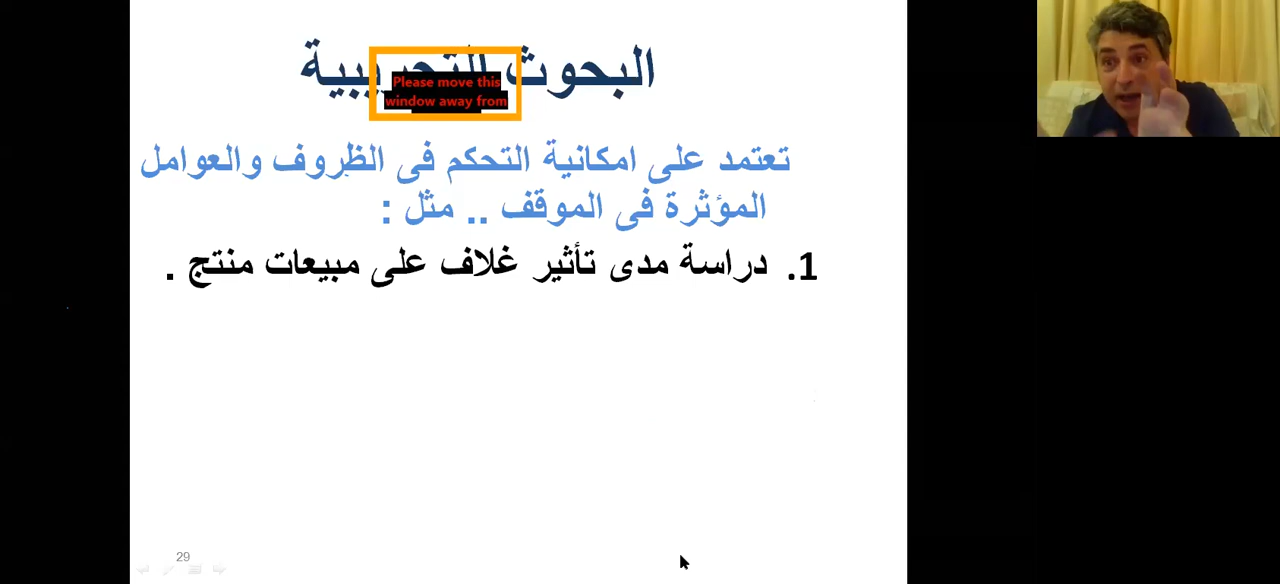 البحوث التجريبية
Please move this
window away from
تعتمد على امكانية التحكم فى الظروف والعوامل
المؤثرة فى الموقف .. مثل :
1. دراسة مدى تأثير غلاف على مبيعات منتج .
29